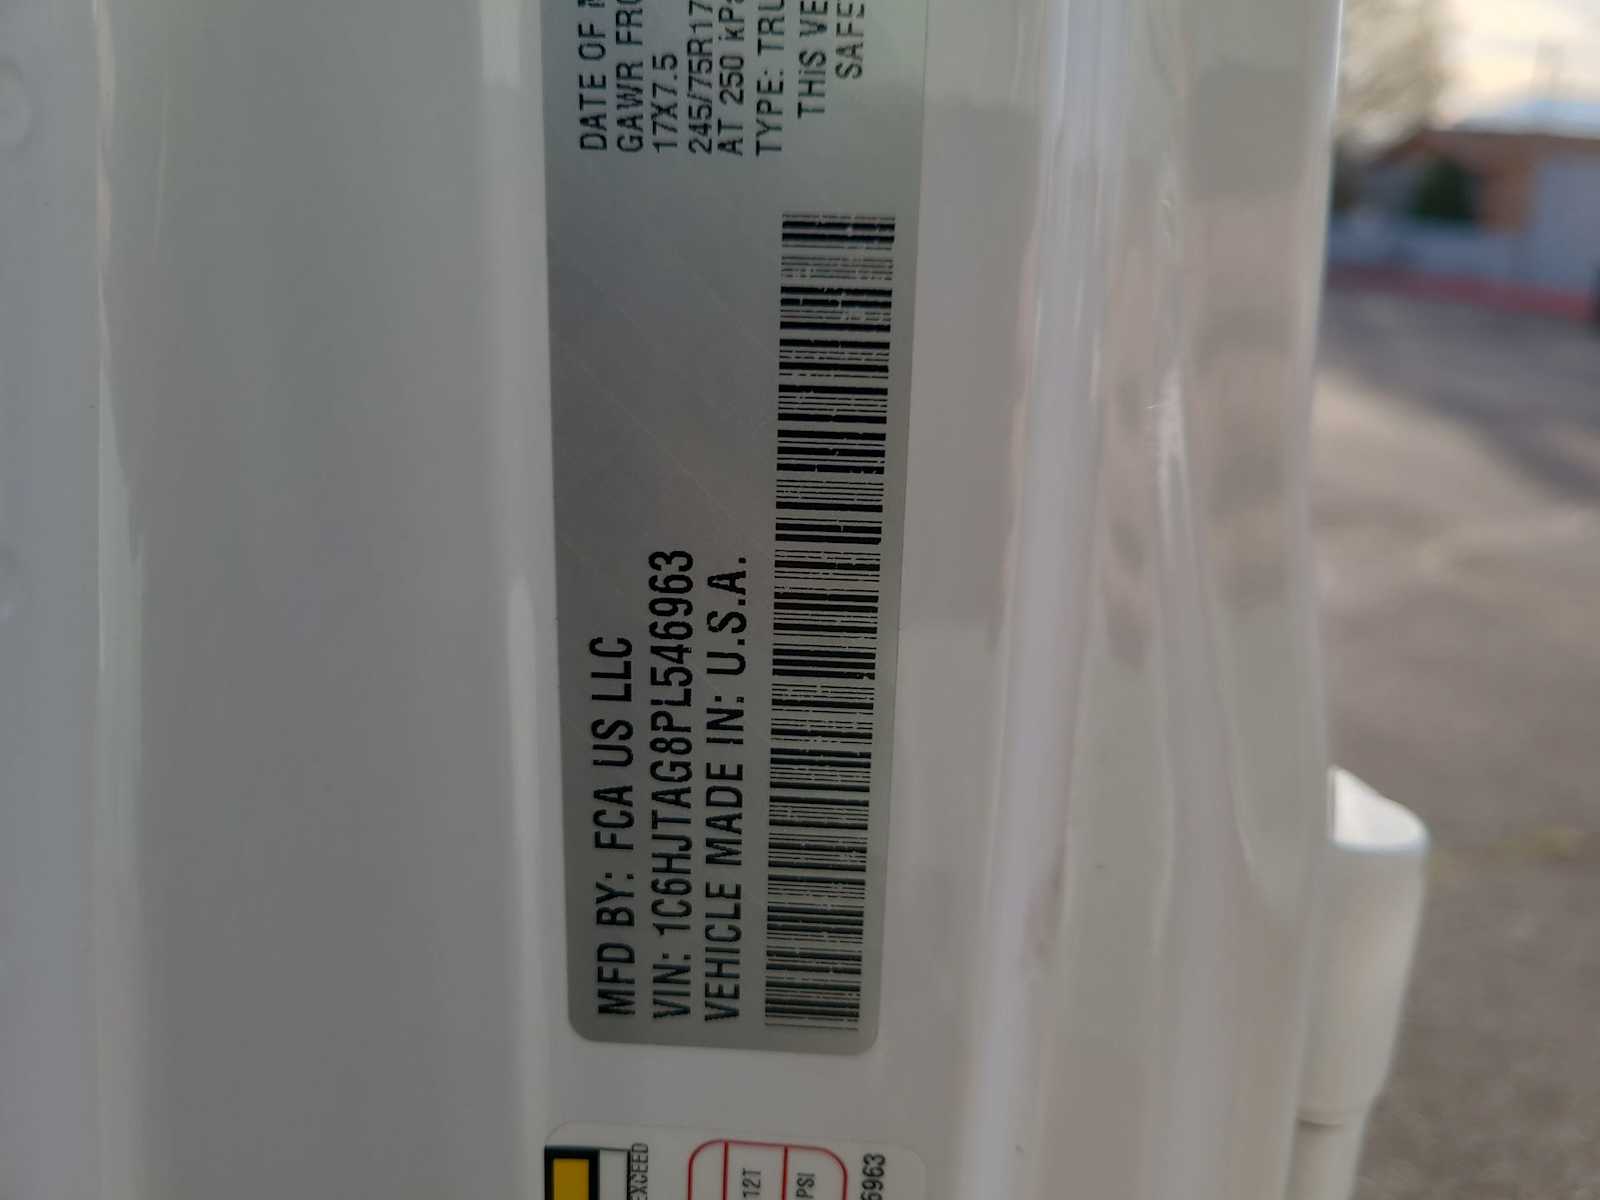 MFD BY: FCA US LLC
VIN: 1C6HJTAG8PL546963
VEHICLE MADE IN: U.S.A.
DATE OF M
GAWR FRO
17X7.5
245/75R17
AT 250 kPa
TYPE: TRU
THIS VE
SAFE
EXCEED
12T
PSI
6963